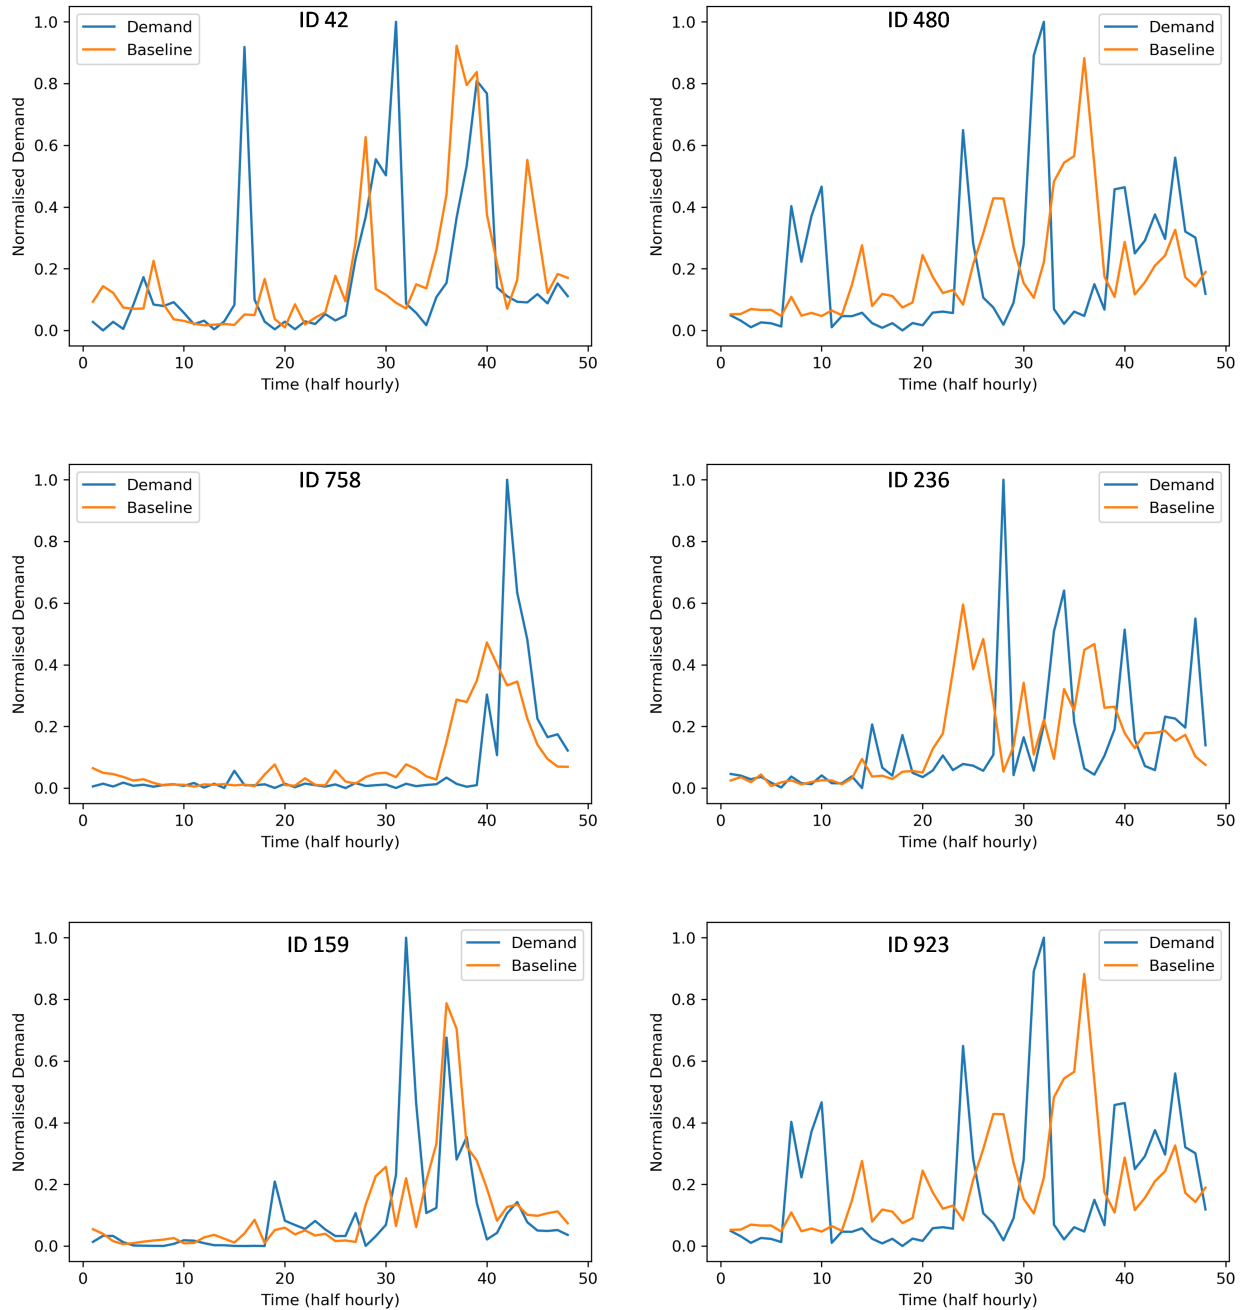 ID 42
Demand
Baseline
Normalised Demand
1.0
0.8
0.6
0.4
0.2
0.0
0 10 20 30 40 50
Time (half hourly)
ID 480
Demand
Baseline
Normalised Demand
1.0
0.8
0.6
0.4
0.2
0.0
0 10 20 30 40 50
Time (half hourly)
ID 758
Demand
Baseline
Normalised Demand
1.0
0.8
0.6
0.4
0.2
0.0
0 10 20 30 40 50
Time (half hourly)
ID 236
Demand
Baseline
Normalised Demand
1.0
0.8
0.6
0.4
0.2
0.0
0 10 20 30 40 50
Time (half hourly)
ID 159
Demand
Baseline
Normalised Demand
1.0
0.8
0.6
0.4
0.2
0.0
0 10 20 30 40 50
Time (half hourly)
ID 923
Demand
Baseline
Normalised Demand
1.0
0.8
0.6
0.4
0.2
0.0
0 10 20 30 40 50
Time (half hourly)